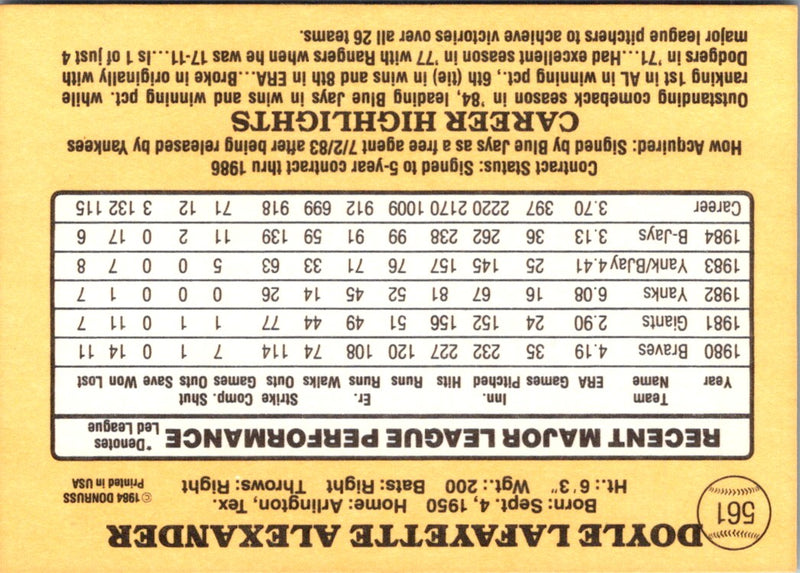 561
DOYLE LAFAYETTE ALEXANDER
Born: Sept. 4, 1950 Home: Arlington, Tex.
Ht.: 6'3" Wgt.: 200 Bats: Right Throws: Right
© 1984 DONRUSS
Printed in USA
RECENT MAJOR LEAGUE PERFORMANCE
*Denotes
Led League
Team Inn. Er. Strike Comp. Shut
Year Name ERA Games Pitched Hits Runs Runs Walks Outs Games Outs Save Won Lost
1980 Braves 4.19 35 232 227 120 108 74 114 7 1 0 14 11
1981 Giants 2.90 24 152 156 51 49 44 77 1 1 0 11 7
1982 Yanks 6.08 16 67 81 52 45 14 26 0 0 0 1 7
1983 Yank/BJay 4.41 25 145 157 76 71 33 63 5 0 0 7 8
1984 B-Jays 3.13 36 262 238 99 91 59 139 11 2 0 17 6
Career 3.70 397 2220 2170 1009 912 669 918 71 12 3 132 115
Contract Status: Signed to 5-year contract thru 1986
How Acquired: Signed by Blue Jays as a free agent 7/2/83 after being released by Yankees
CAREER HIGHLIGHTS
Outstanding comeback season in '84, leading Blue Jays in wins and winning pct. while
ranking 1st in AL in winning pct., 6th (tie) in wins and 8th in ERA...Broke in originally with
Dodgers in '71...Had excellent season in '77 with Rangers when he was 17-11...Is 1 of just 4
major league pitchers to achieve victories over all 26 teams.